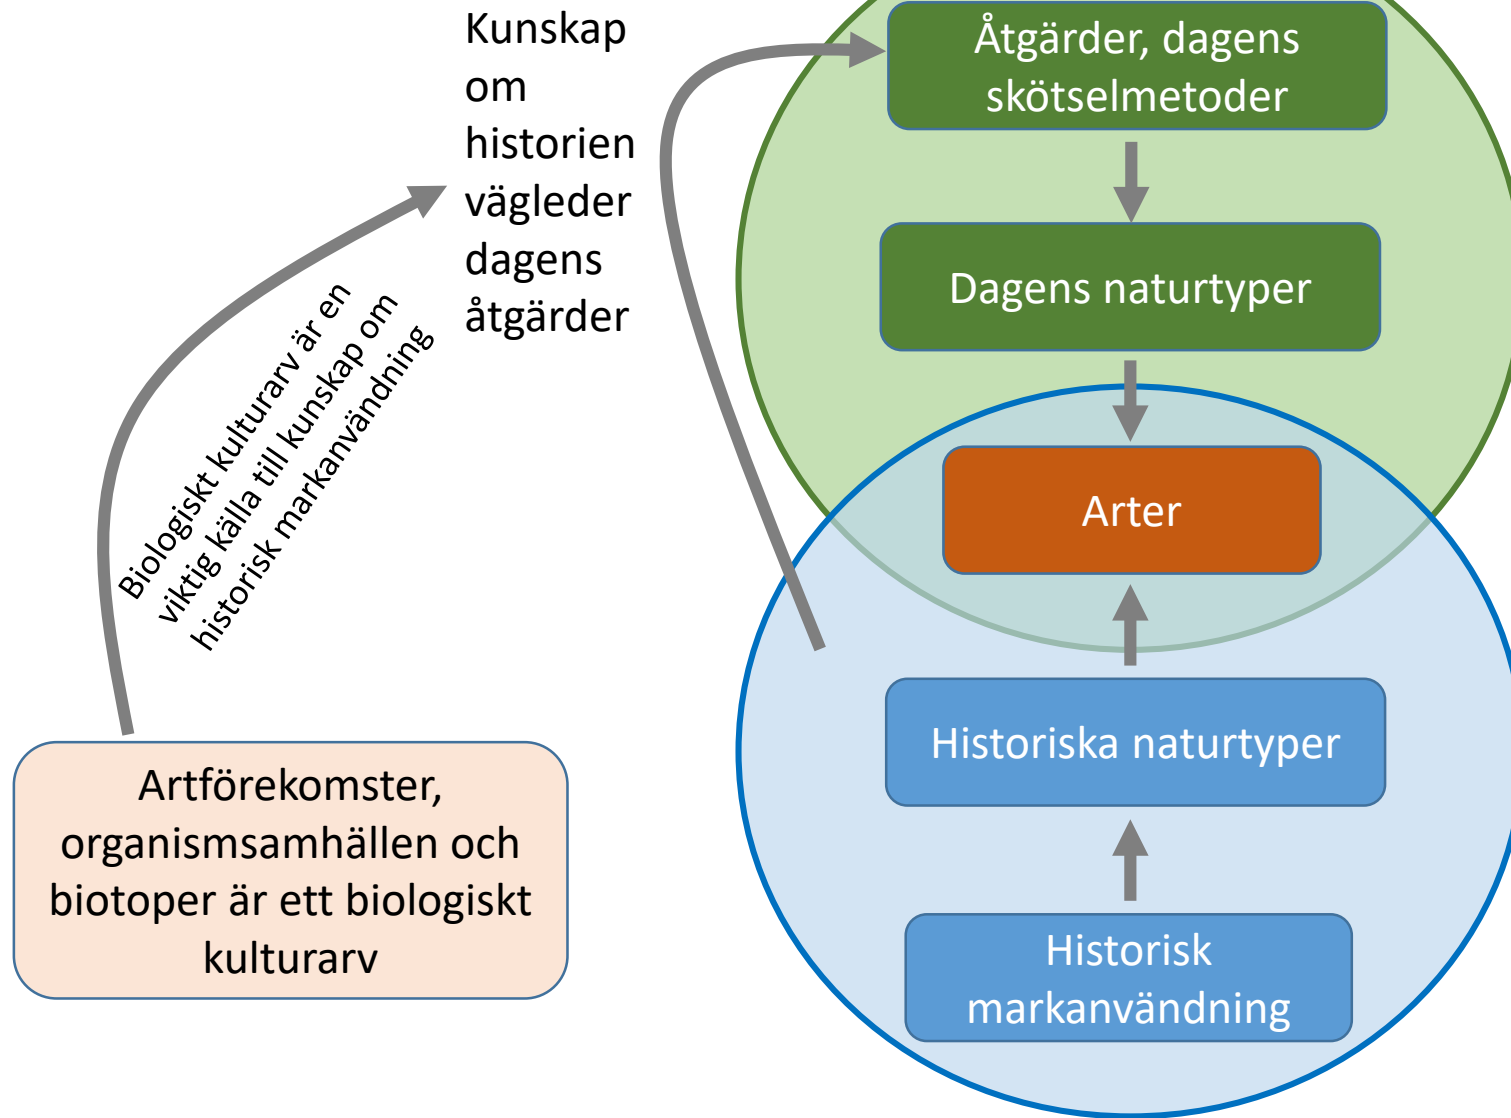 Kunskap
om
historien
vägleder
dagens
åtgärder
Biologiskt kulturarv är en
viktig källa till kunskap om
historisk markanvändning
Artförekomster,
organismsamhällen och
biotoper är ett biologiskt
kulturarv
Åtgärder, dagens
skötselmetoder
Dagens naturtyper
Arter
Historiska naturtyper
Historisk
markanvändning